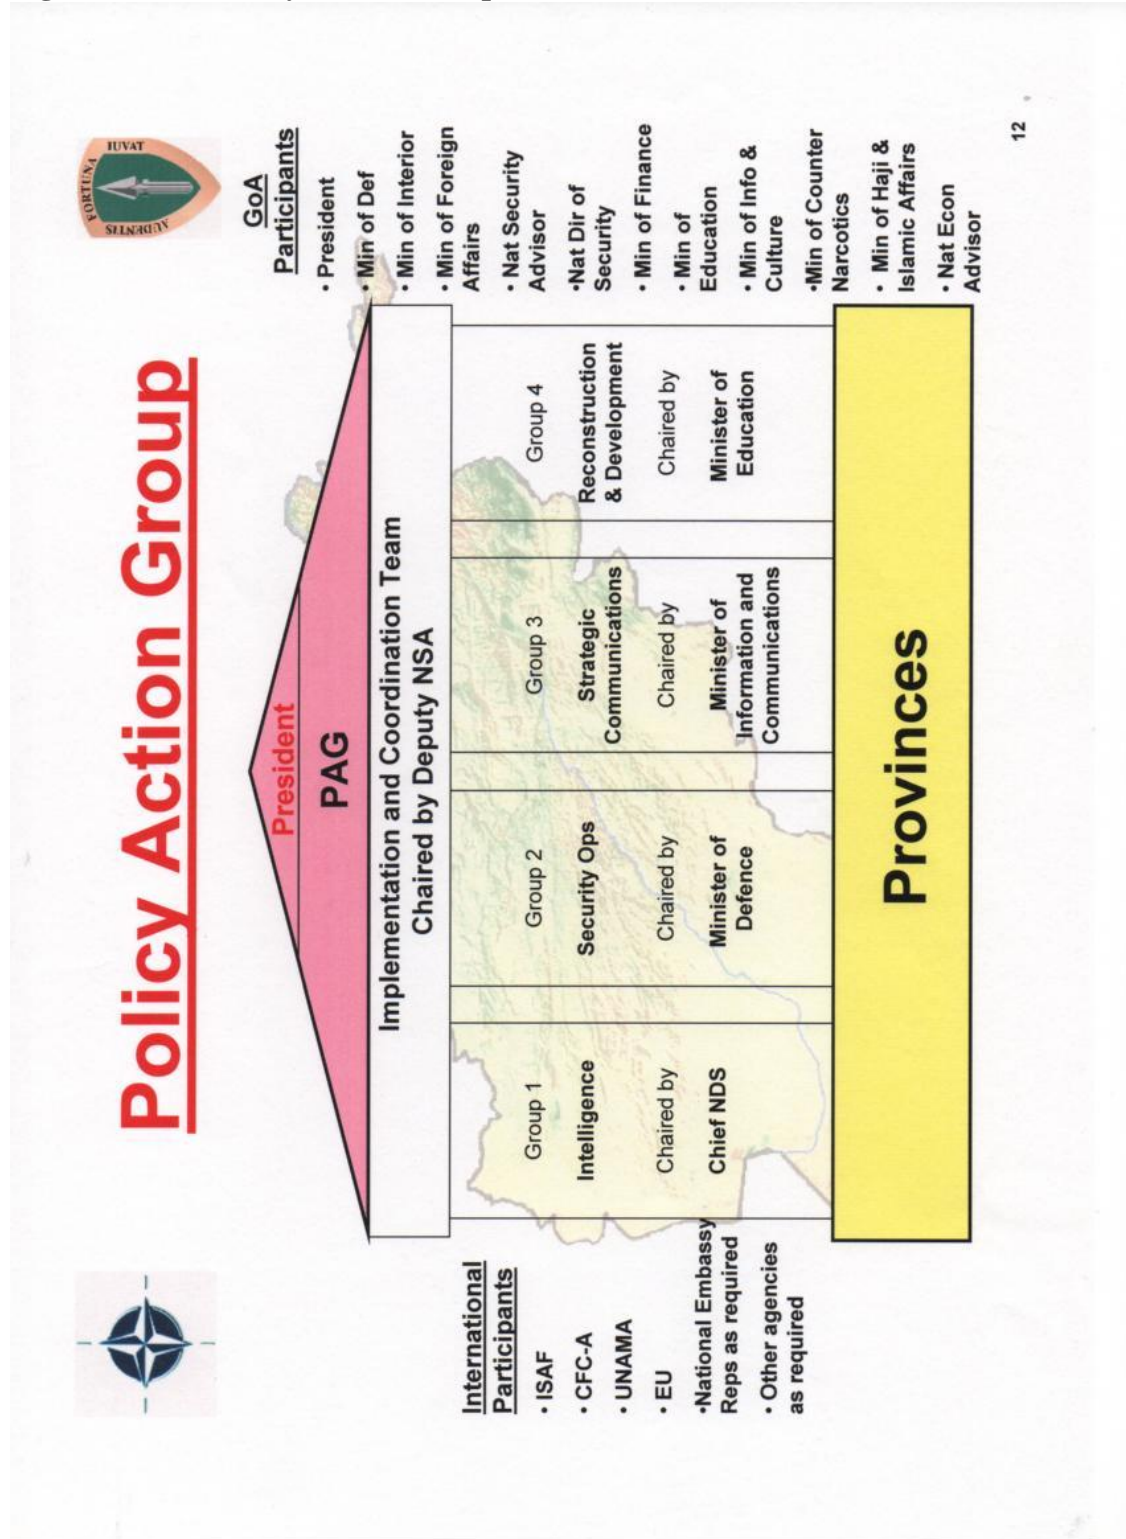 Policy Action Group
FORTUNA
IUVAT
AUDENTIS
President
PAG
Implementation and Coordination Team
Chaired by Deputy NSA
International
Participants
• ISAF
• CFC-A
• UNAMA
• EU
•National Embassy
Reps as required
• Other agencies
as required
Group 1
Intelligence
Chaired by
Chief NDS
Group 2
Security Ops
Chaired by
Minister of
Defence
Group 3
Strategic
Communications
Chaired by
Minister of
Information and
Communications
Group 4
Reconstruction
& Development
Chaired by
Minister of
Education
GoA
Participants
• President
• Min of Def
• Min of Interior
• Min of Foreign
Affairs
• Nat Security
Advisor
•Nat Dir of
Security
• Min of Finance
• Min of
Education
• Min of Info &
Culture
•Min of Counter
Narcotics
• Min of Haji &
Islamic Affairs
• Nat Econ
Advisor
Provinces
12